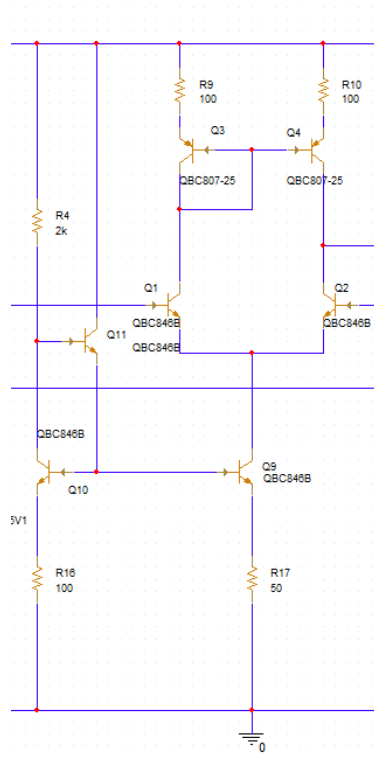 R9
100
R10
100
Q3
Q4
QBC807-25
QBC807-25
R4
2k
Q1
Q2
QBC846B
QBC846B
Q11
QBC846B
QBC846B
Q9
QBC846B
Q10
5V1
R16
100
R17
50
0